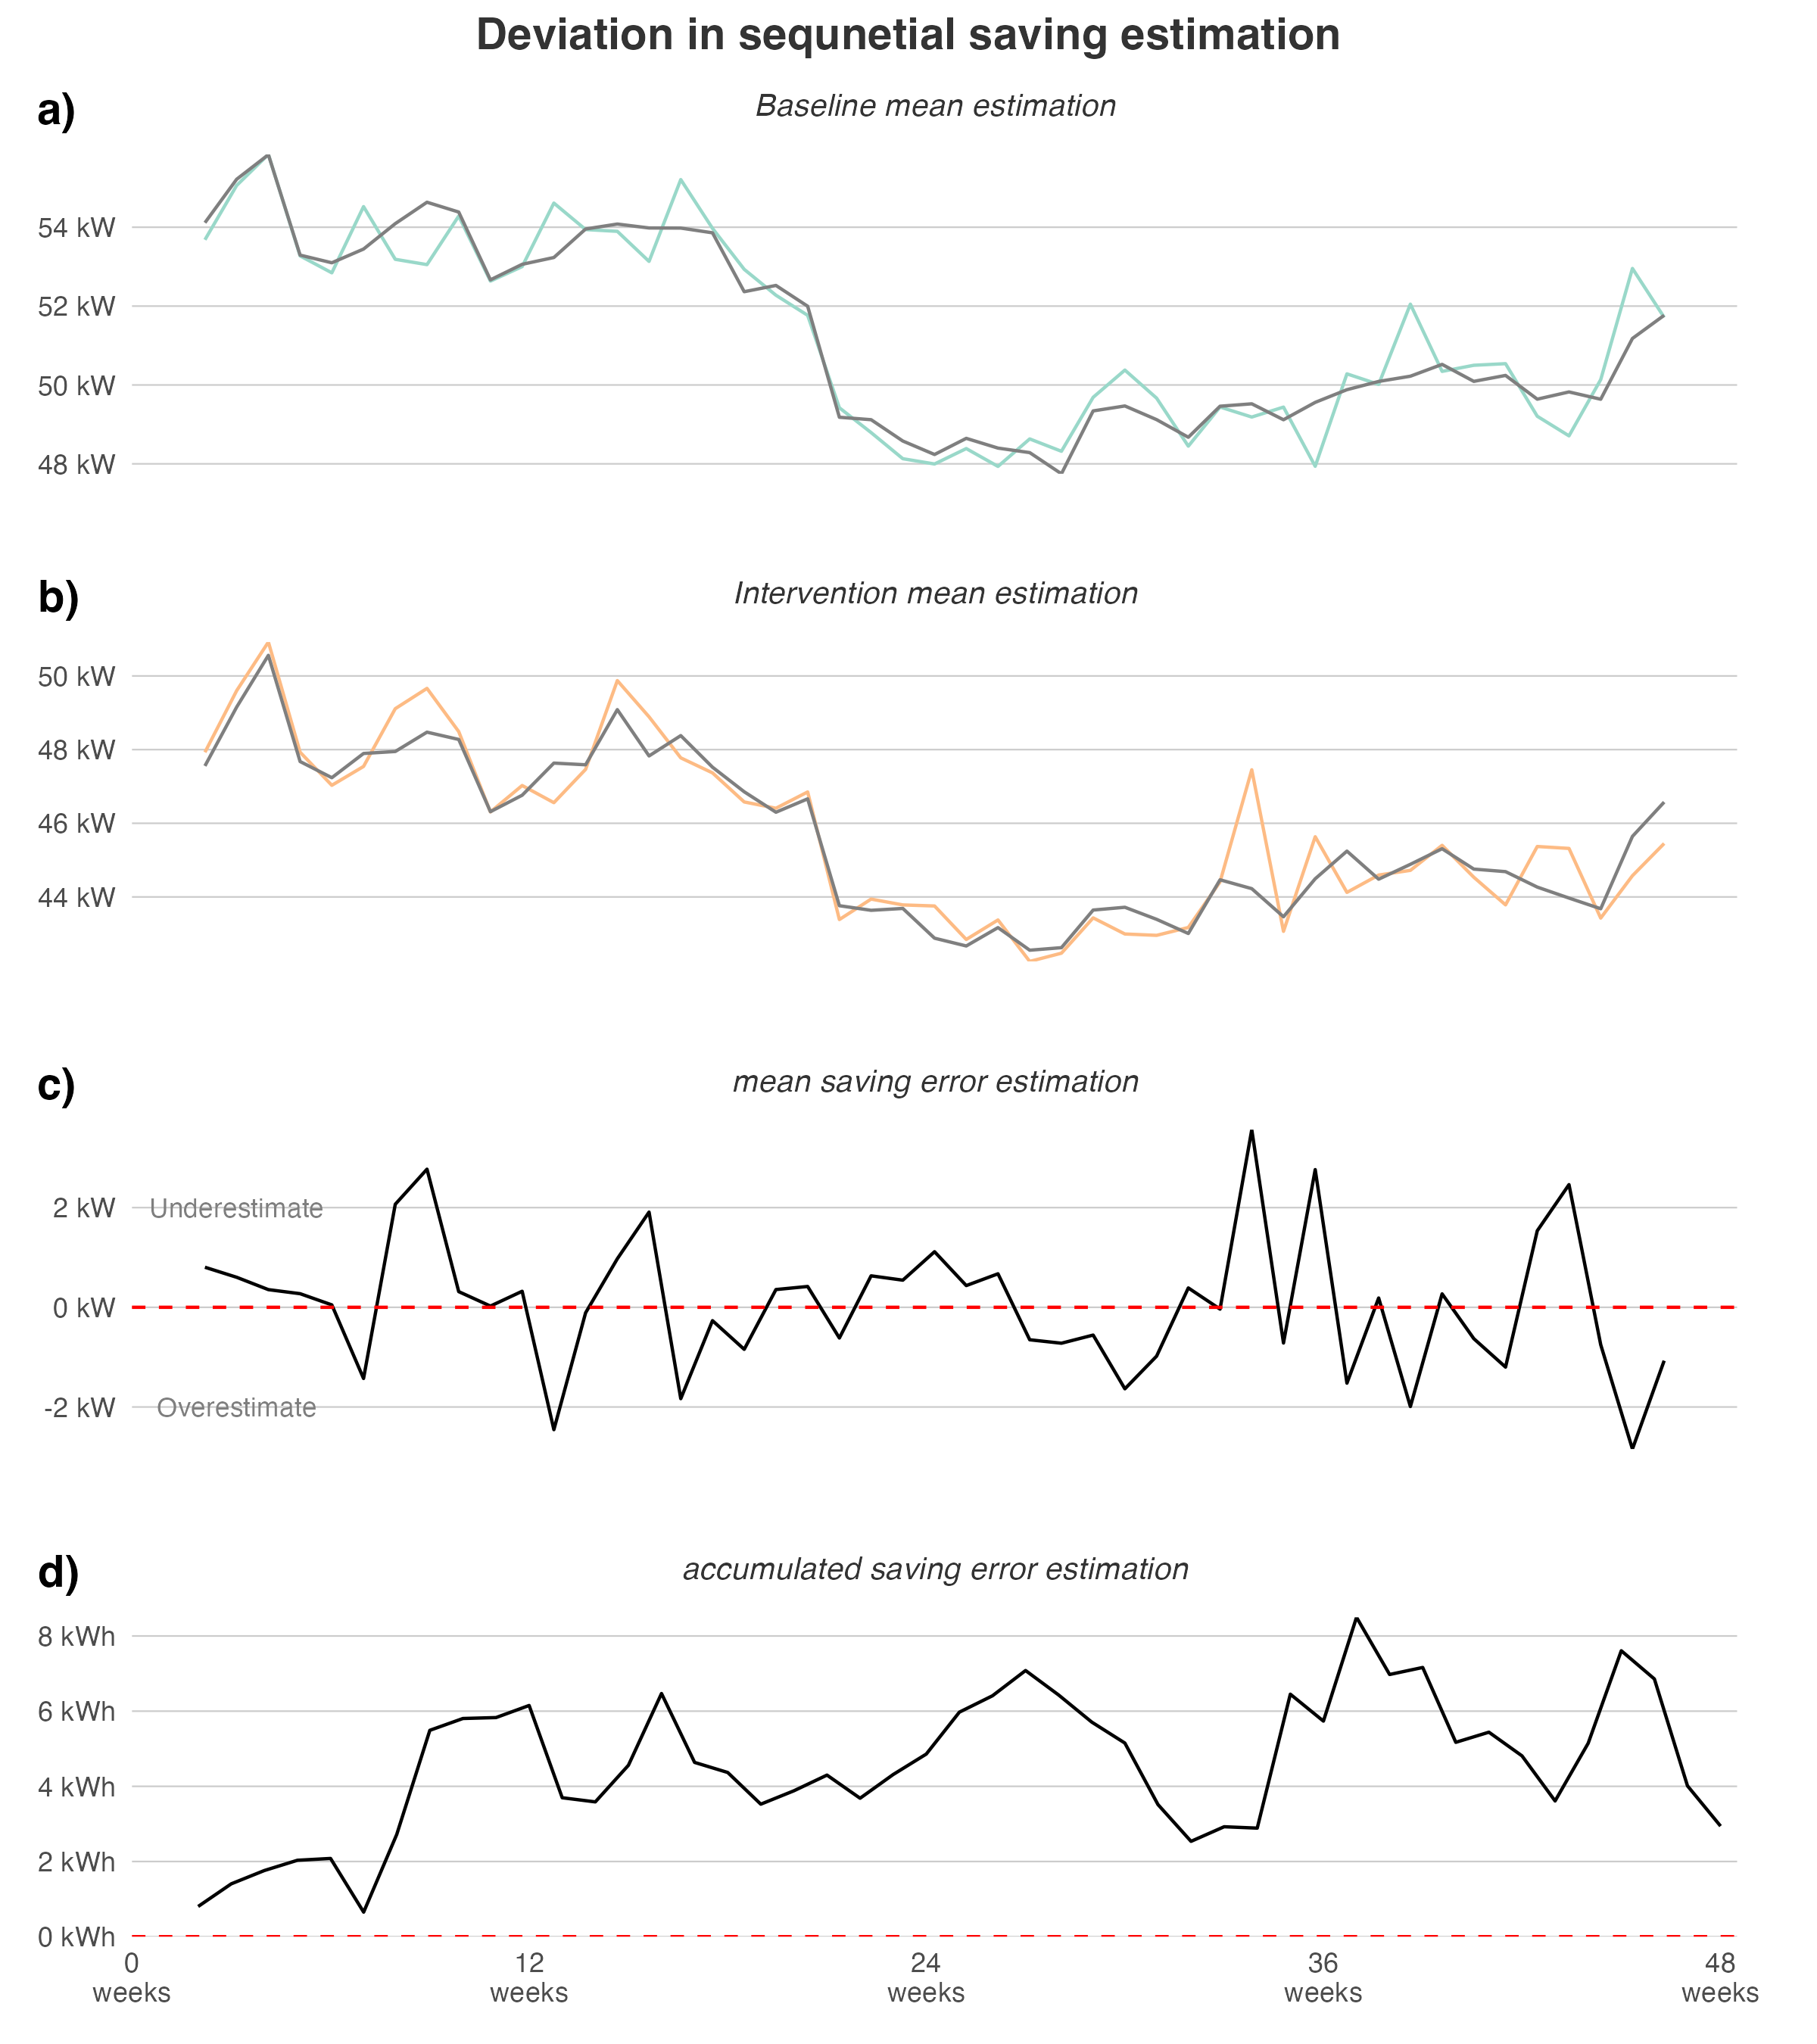 Deviation in sequnetial saving estimation
a)
Baseline mean estimation
54 kW
52 kW
50 kW
48 kW
b)
Intervention mean estimation
50 kW
48 kW
46 kW
44 kW
c)
mean saving error estimation
2 kW
Underestimate
0 kW
-2 kW
Overestimate
d)
accumulated saving error estimation
8 kWh
6 kWh
4 kWh
2 kWh
0 kWh
0 12 24 36 48
weeks weeks weeks weeks weeks